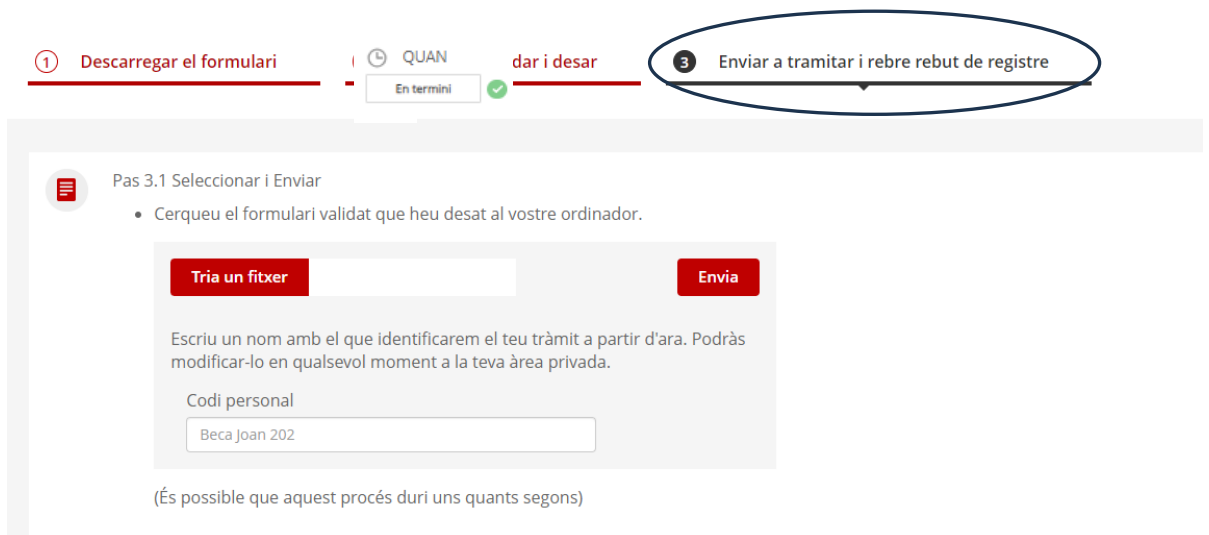 1 Descarregar el formulari
QUAN
En termini
dar i desar
3 Enviar a tramitar i rebre rebut de registre
Pas 3.1 Seleccionar i Enviar
• Cerqueu el formulari validat que heu desat al vostre ordinador.
Tria un fitxer
Envia
Escriu un nom amb el que identificarem el teu tràmit a partir d'ara. Podràs
modificar-lo en qualsevol moment a la teva àrea privada.
Codi personal
Beca Joan 202
(És possible que aquest procés duri uns quants segons)